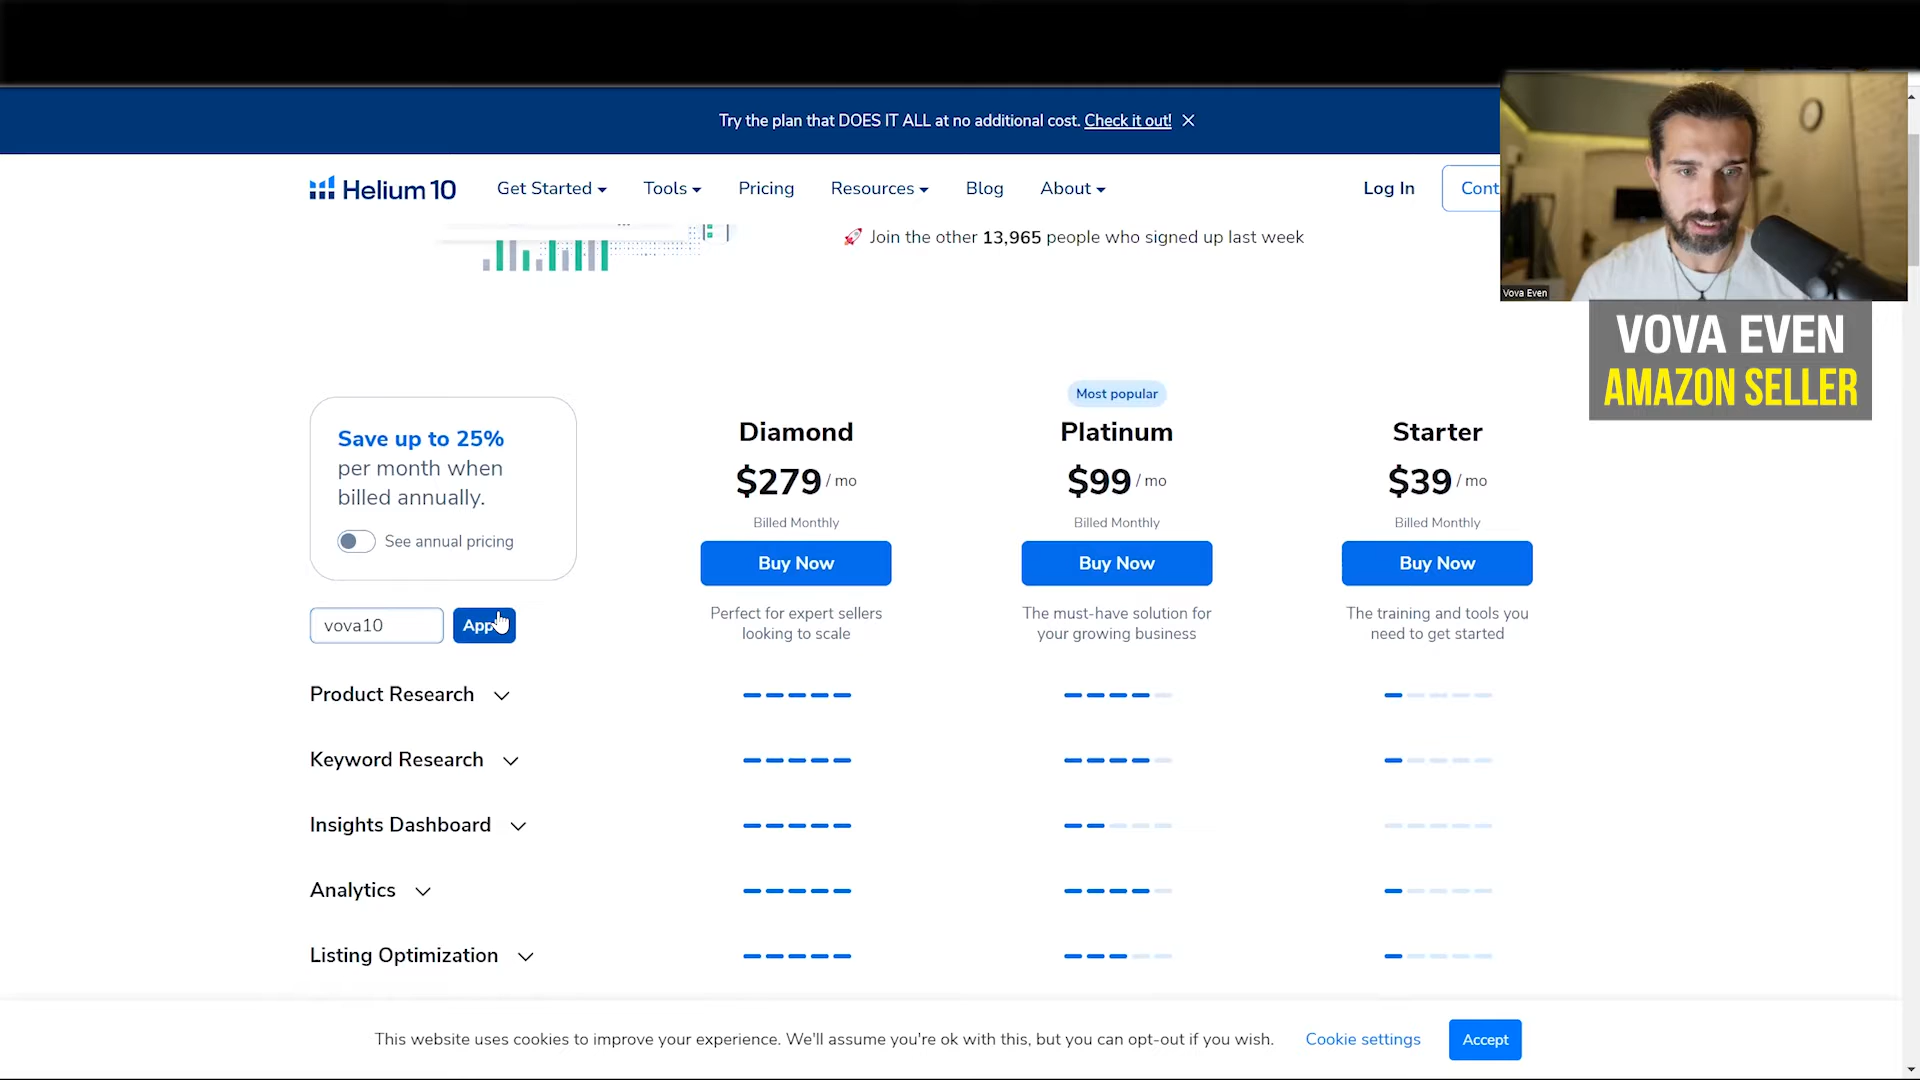 Try the plan that DOES IT ALL at no additional cost. Check it out!
Helium 10
Get Started
Tools
Pricing
Resources
Blog
About
Log In
Cont
🚀 Join the other 13,965 people who signed up last week
Vova Even
VOVA EVEN
AMAZON SELLER
Save up to 25%
per month when
billed annually.
See annual pricing
vova10
App
Most popular
Diamond
$279 / mo
Billed Monthly
Buy Now
Perfect for expert sellers
looking to scale
Platinum
$99 / mo
Billed Monthly
Buy Now
The must-have solution for
your growing business
Starter
$39 / mo
Billed Monthly
Buy Now
The training and tools you
need to get started
Product Research
Keyword Research
Insights Dashboard
Analytics
Listing Optimization
This website uses cookies to improve your experience. We'll assume you're ok with this, but you can opt-out if you wish.
Cookie settings
Accept